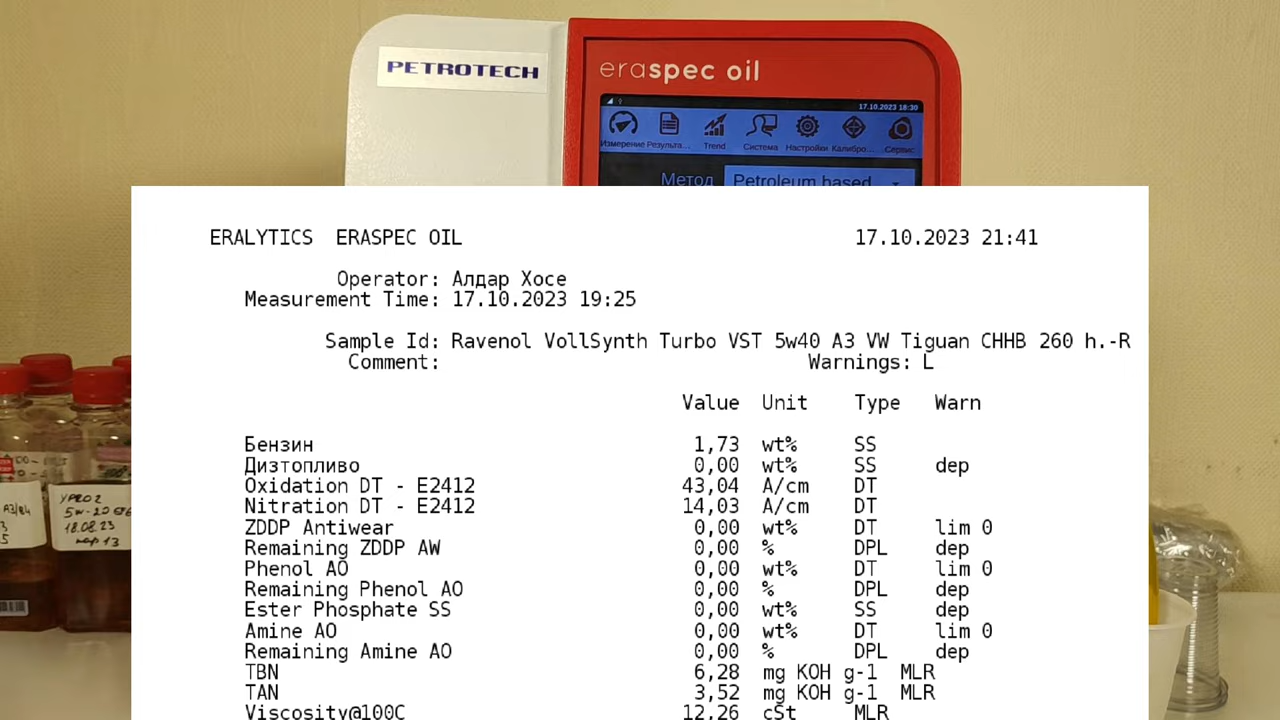 PETROTECH
eraspec oil
17.10.2023 18:30
Измерение Результа... Trend Система Настройки Калибро... Сервис
Метод Petroleum based
ERALYTICS ERASPEC OIL 17.10.2023 21:41
Operator: Алдар Хосе
Measurement Time: 17.10.2023 19:25
Sample Id: Ravenol VollSynth Turbo VST 5w40 A3 VW Tiguan CHHB 260 h.-R
Comment: Warnings: L
Value Unit Type Warn
Бензин 1,73 wt% SS
Дизтопливо 0,00 wt% SS dep
Oxidation DT - E2412 43,04 A/cm DT
Nitration DT - E2412 14,03 A/cm DT
ZDDP Antiwear 0,00 wt% DT lim 0
Remaining ZDDP AW 0,00 % DPL dep
Phenol AO 0,00 wt% DT lim 0
Remaining Phenol AO 0,00 % DPL dep
Ester Phosphate SS 0,00 wt% SS dep
Amine AO 0,00 wt% DT lim 0
Remaining Amine AO 0,00 % DPL dep
TBN 6,28 mg KOH g-1 MLR
TAN 3,52 mg KOH g-1 MLR
Viscosity@100C 12,26 cSt MLR
A3/B4
5w-20
18.08.23